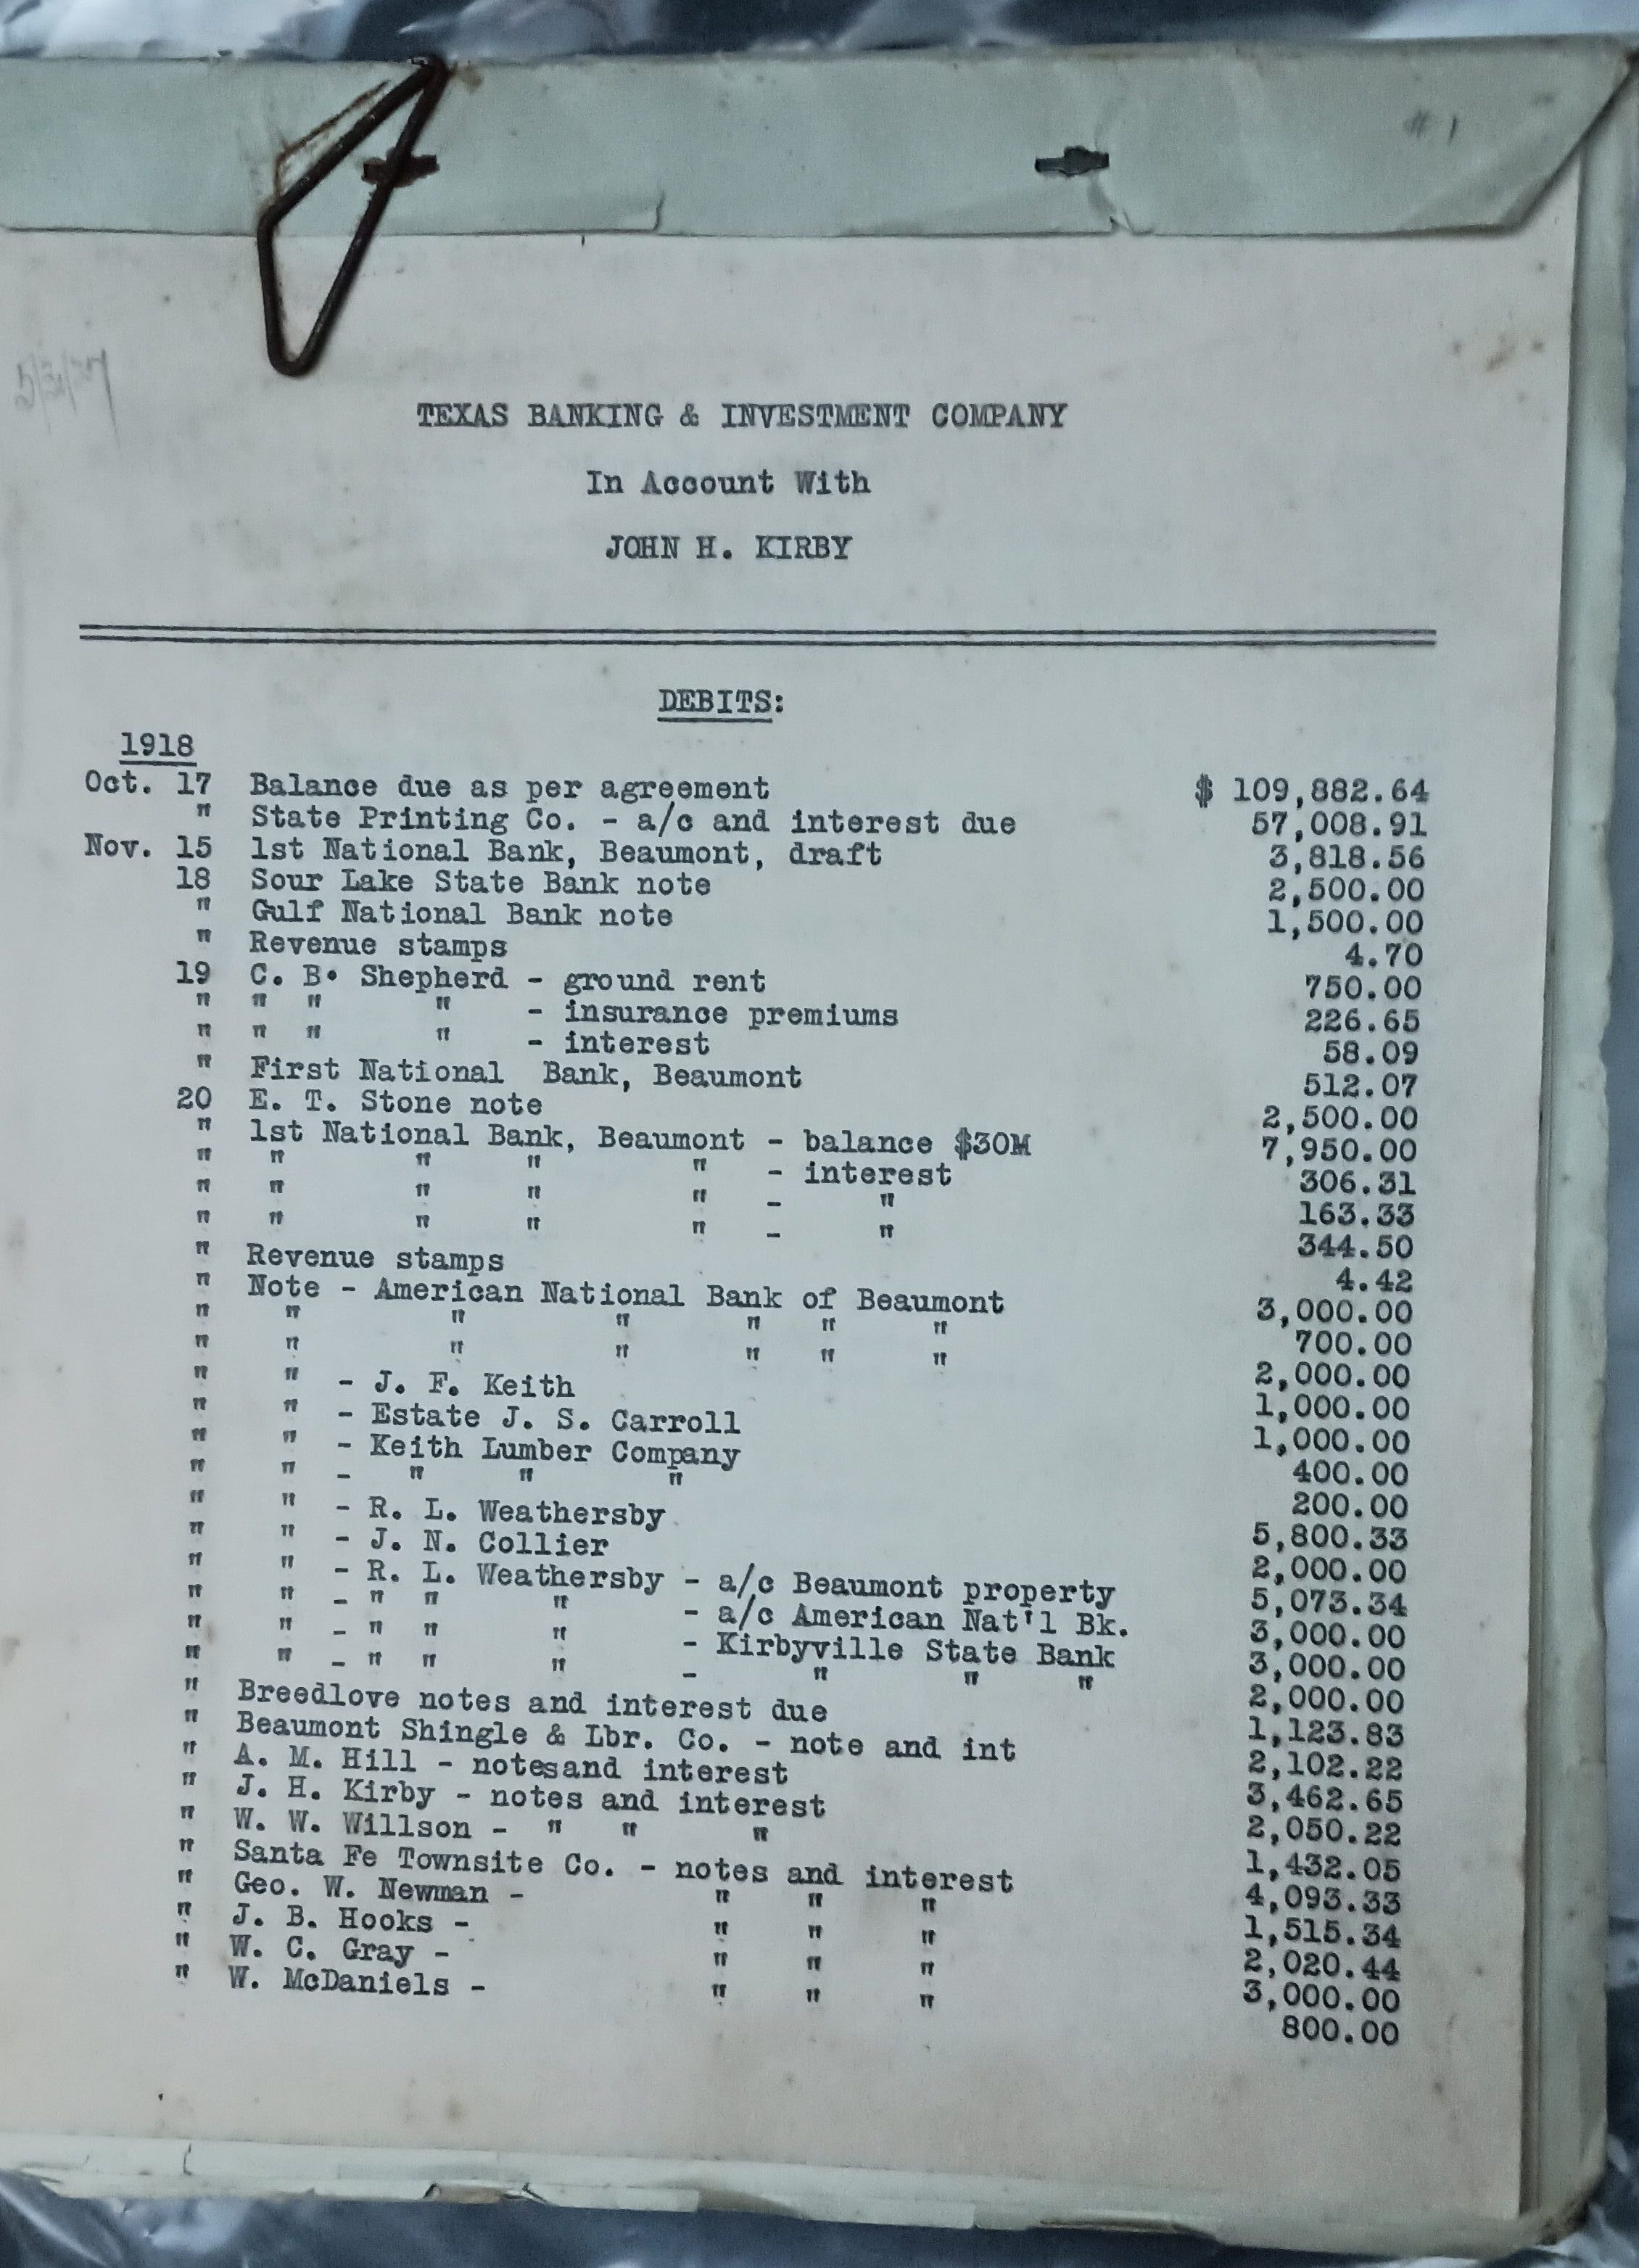 #1
TEXAS BANKING & INVESTMENT COMPANY
In Account With
JOHN H. KIRBY
DEBITS:
1918
Oct. 17 Balance due as per agreement $ 109,882.64
" State Printing Co. - a/c and interest due 57,008.91
Nov. 15 1st National Bank, Beaumont, draft 3,818.56
18 Sour Lake State Bank note 2,500.00
" Gulf National Bank note 1,500.00
" Revenue stamps 4.70
19 C. B. Shepherd - ground rent 750.00
" " " " - insurance premiums 226.65
" " " " - interest 58.09
" First National Bank, Beaumont 512.07
20 E. T. Stone note 2,500.00
" 1st National Bank, Beaumont - balance $30M 7,950.00
" " " " " - interest 306.31
" " " " " - " 163.33
" " " " " - " 344.50
" Revenue stamps 4.42
" Note - American National Bank of Beaumont 3,000.00
" " " " " " " 700.00
" " " " " " " 2,000.00
" " - J. F. Keith 1,000.00
" " - Estate J. S. Carroll 1,000.00
" " - Keith Lumber Company 400.00
" " - " " " 200.00
" " - R. L. Weathersby 5,800.33
" " - J. N. Collier 2,000.00
" " - R. L. Weathersby - a/c Beaumont property 5,073.34
" " - " " " - a/c American Nat'l Bk. 3,000.00
" " - " " " - Kirbyville State Bank 3,000.00
" " - " " " - " " " 2,000.00
" Breedlove notes and interest due 1,123.83
" Beaumont Shingle & Lbr. Co. - note and int 2,102.22
" A. M. Hill - notesand interest 3,462.65
" J. H. Kirby - notes and interest 2,050.22
" W. W. Willson - " " " 1,432.05
" Santa Fe Townsite Co. - notes and interest 4,093.33
" Geo. W. Newman - " " " 1,515.34
" J. B. Hooks - " " " 2,020.44
" W. C. Gray - " " " 3,000.00
" W. McDaniels - " " " 800.00